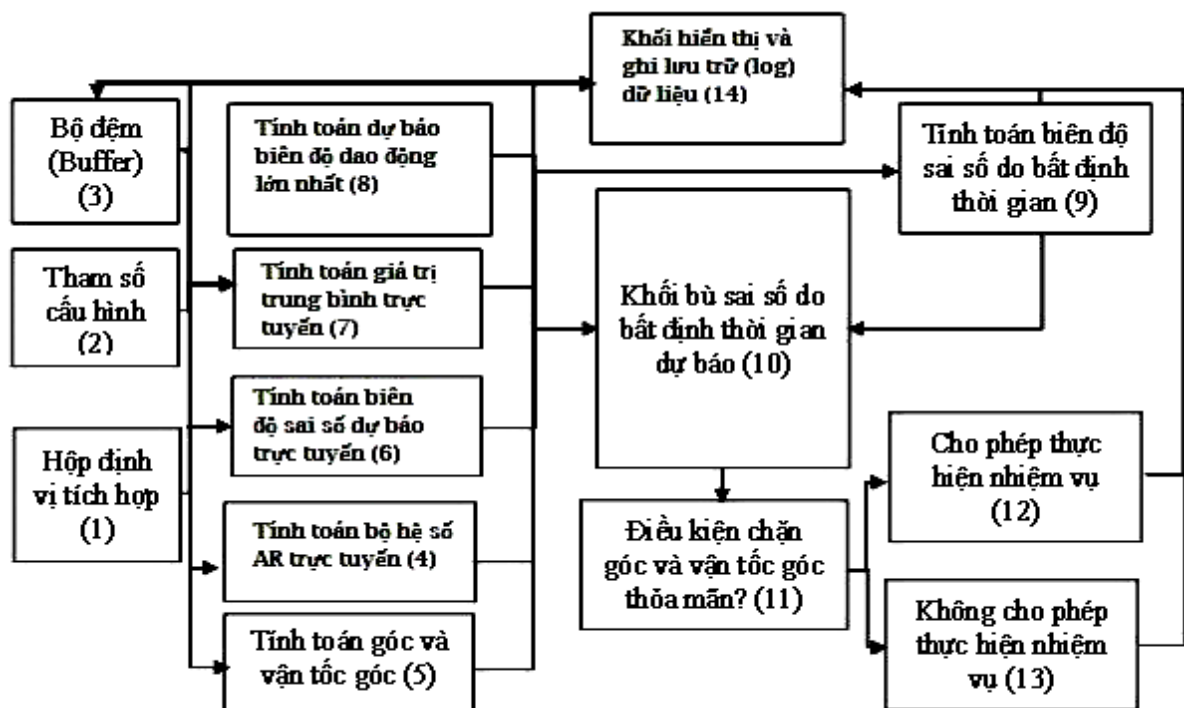 Khối hiển thị và
ghi lưu trữ (log)
dữ liệu (14)
Bộ đệm
(Buffer)
(3)
Tính toán dự báo
biên độ dao động
lớn nhất (8)
Tính toán biên độ
sai số do bất định
thời gian (9)
Tham số
cấu hình
(2)
Tính toán giá trị
trung bình trực
tuyến (7)
Khối bù sai số do
bất định thời gian
dự báo (10)
Tính toán biên
độ sai số dự báo
trực tuyến (6)
Hộp định
vị tích hợp
(1)
Cho phép thực
hiện nhiệm vụ
(12)
Tính toán bộ hệ số
AR trực tuyến (4)
Điều kiện chặn
góc và vận tốc góc
thỏa mãn? (11)
Không cho phép
thực hiện nhiệm
vụ (13)
Tính toán góc và
vận tốc góc (5)